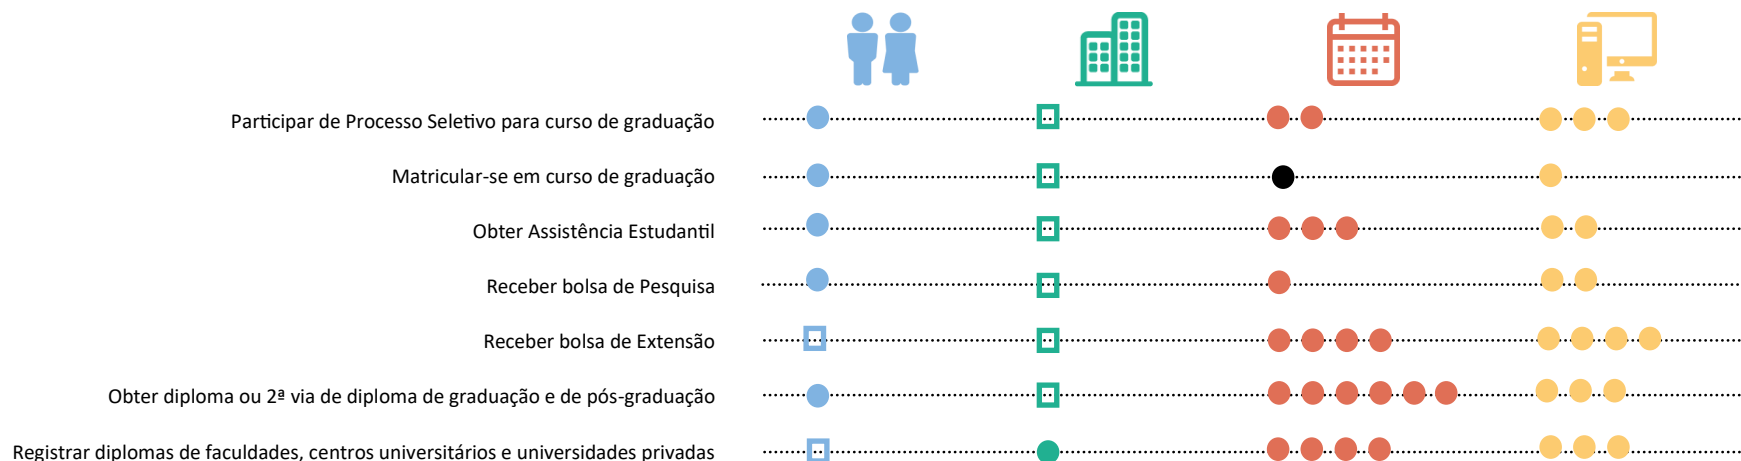 Participar de Processo Seletivo para curso de graduação
Matricular-se em curso de graduação
Obter Assistência Estudantil
Receber bolsa de Pesquisa
Receber bolsa de Extensão
Obter diploma ou 2ª via de diploma de graduação e de pós-graduação
Registrar diplomas de faculdades, centros universitários e universidades privadas